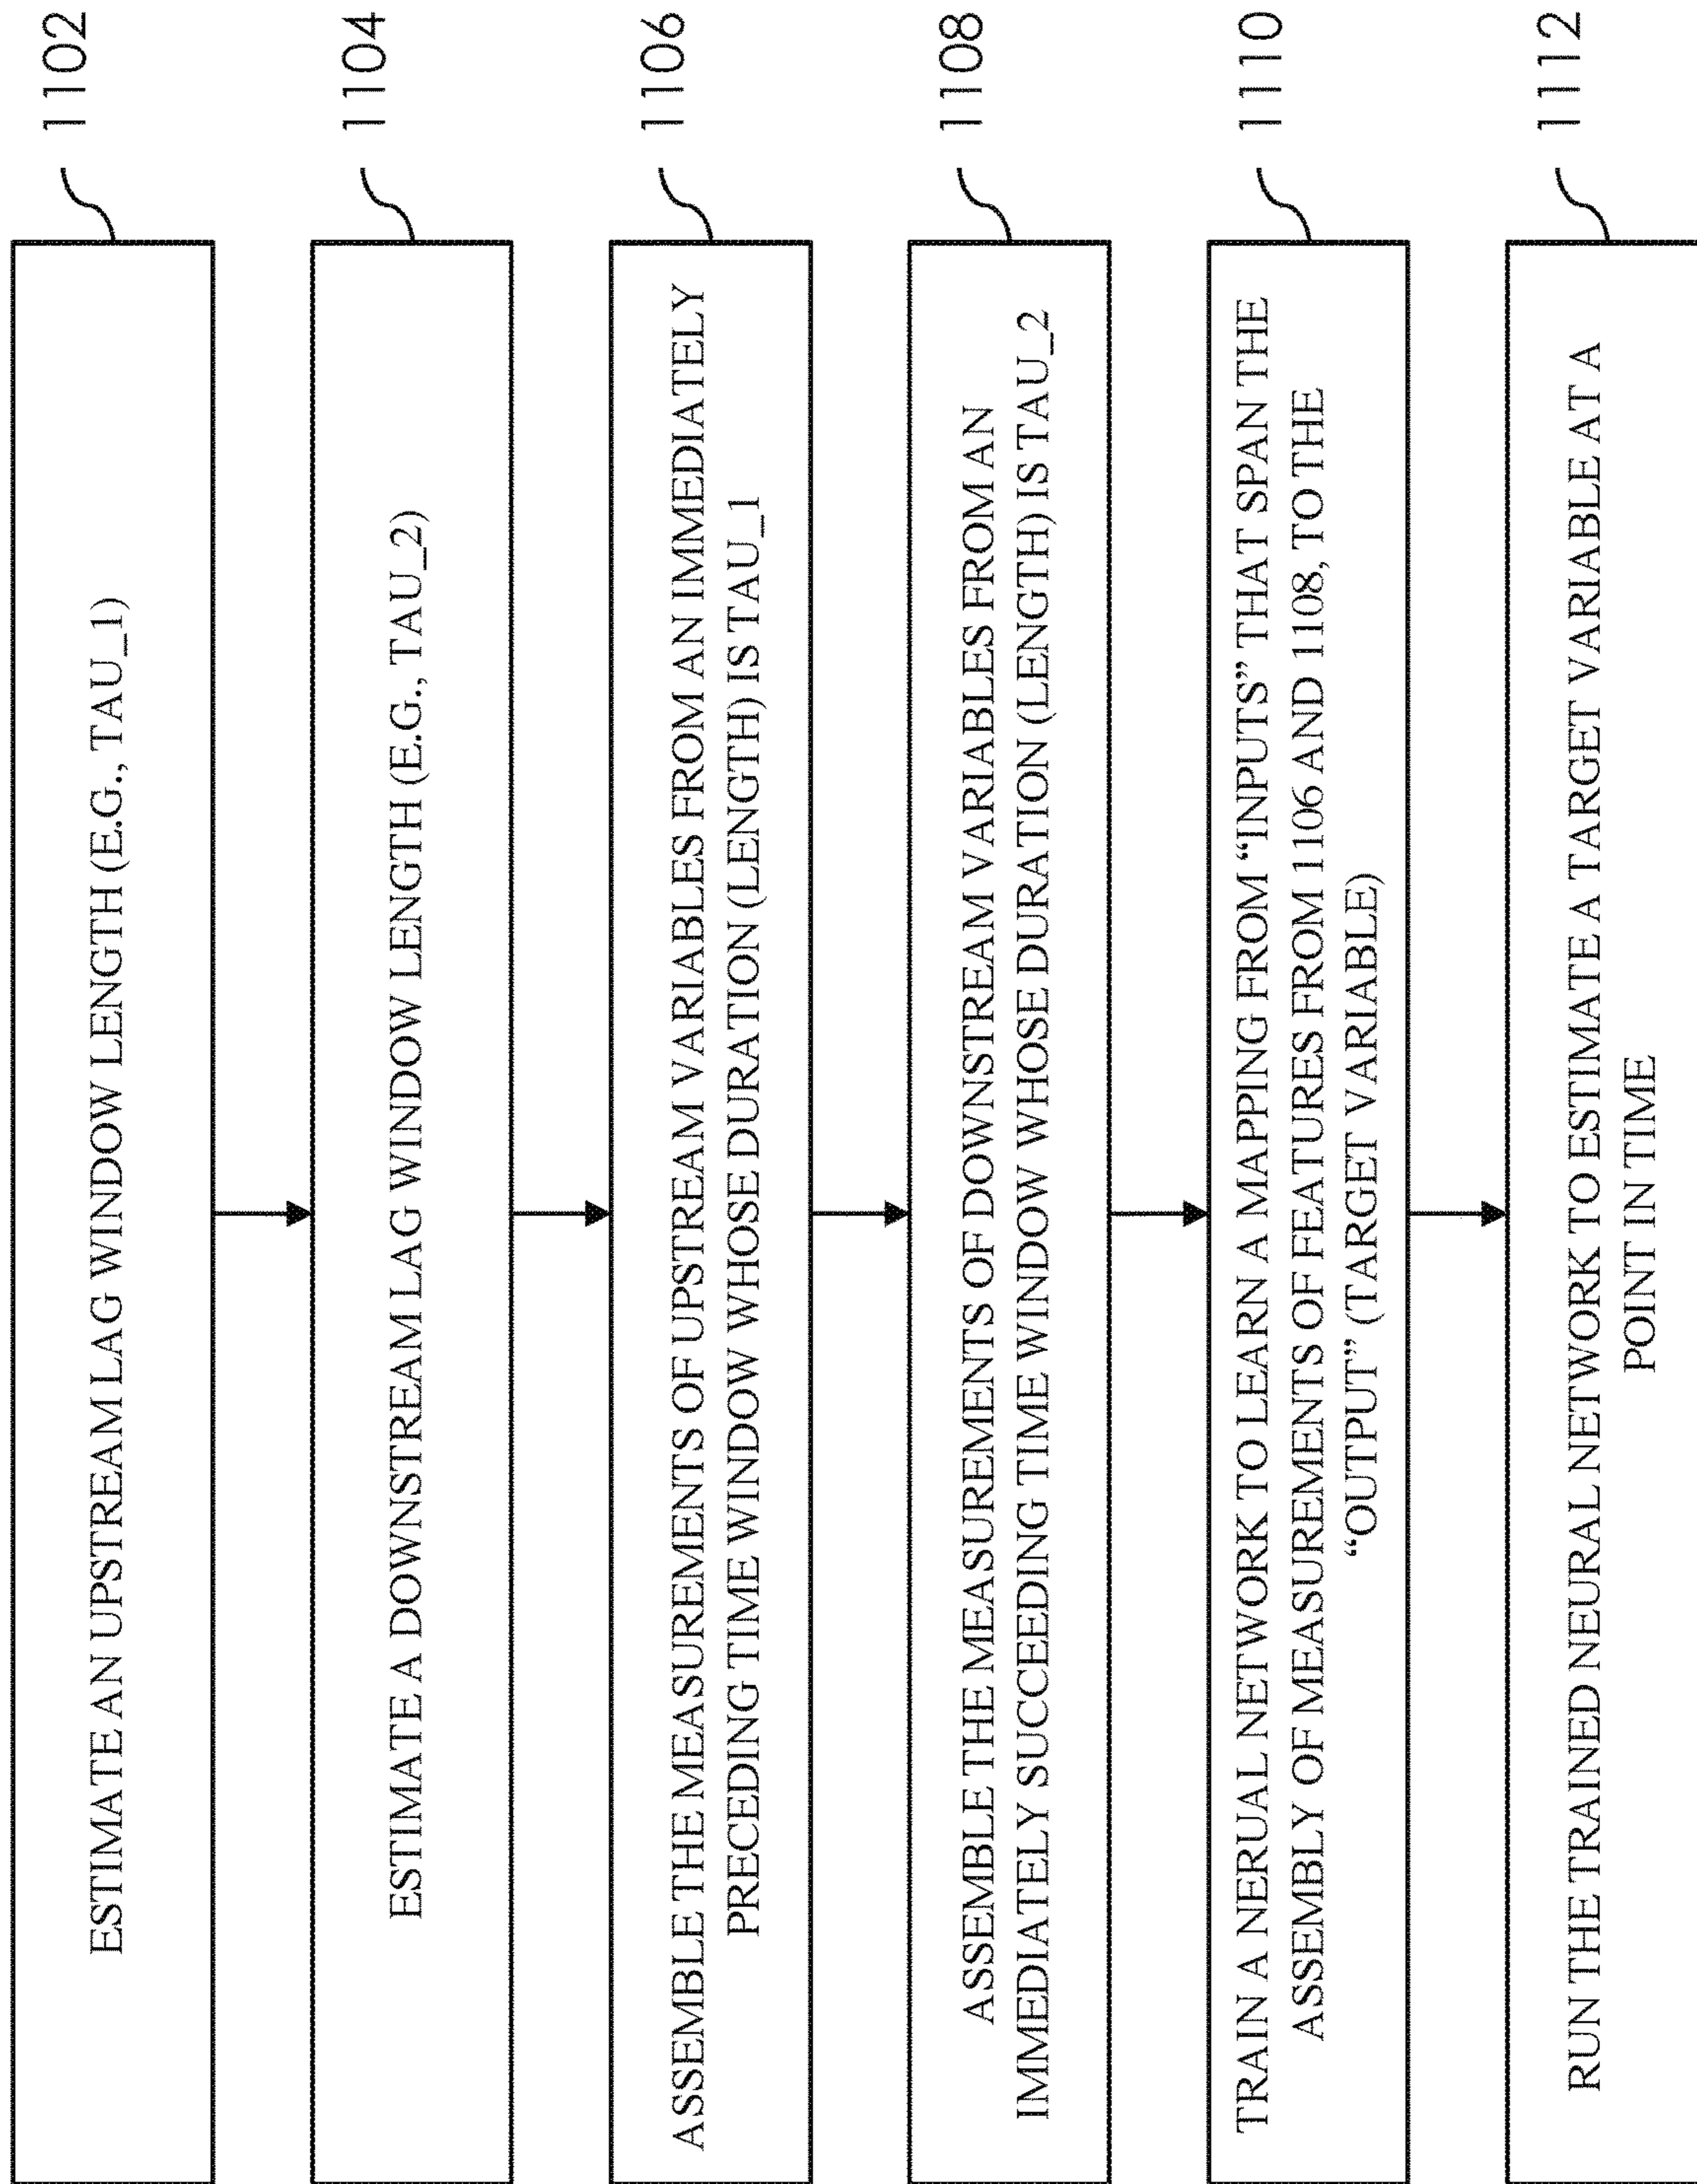 1102
ESTIMATE AN UPSTREAM LAG WINDOW LENGTH (E.G., TAU_1)
1104
ESTIMATE A DOWNSTREAM LAG WINDOW LENGTH (E.G., TAU_2)
1106
ASSEMBLE THE MEASUREMENTS OF UPSTREAM VARIABLES FROM AN IMMEDIATELY
PRECEDING TIME WINDOW WHOSE DURATION (LENGTH) IS TAU_1
1108
ASSEMBLE THE MEASUREMENTS OF DOWNSTREAM VARIABLES FROM AN
IMMEDIATELY SUCCEEDING TIME WINDOW WHOSE DURATION (LENGTH) IS TAU_2
1110
TRAIN A NERUAL NETWORK TO LEARN A MAPPING FROM “INPUTS” THAT SPAN THE
ASSEMBLY OF MEASUREMENTS OF FEATURES FROM 1106 AND 1108, TO THE
“OUTPUT” (TARGET VARIABLE)
1112
RUN THE TRAINED NEURAL NETWORK TO ESTIMATE A TARGET VARIABLE AT A
POINT IN TIME